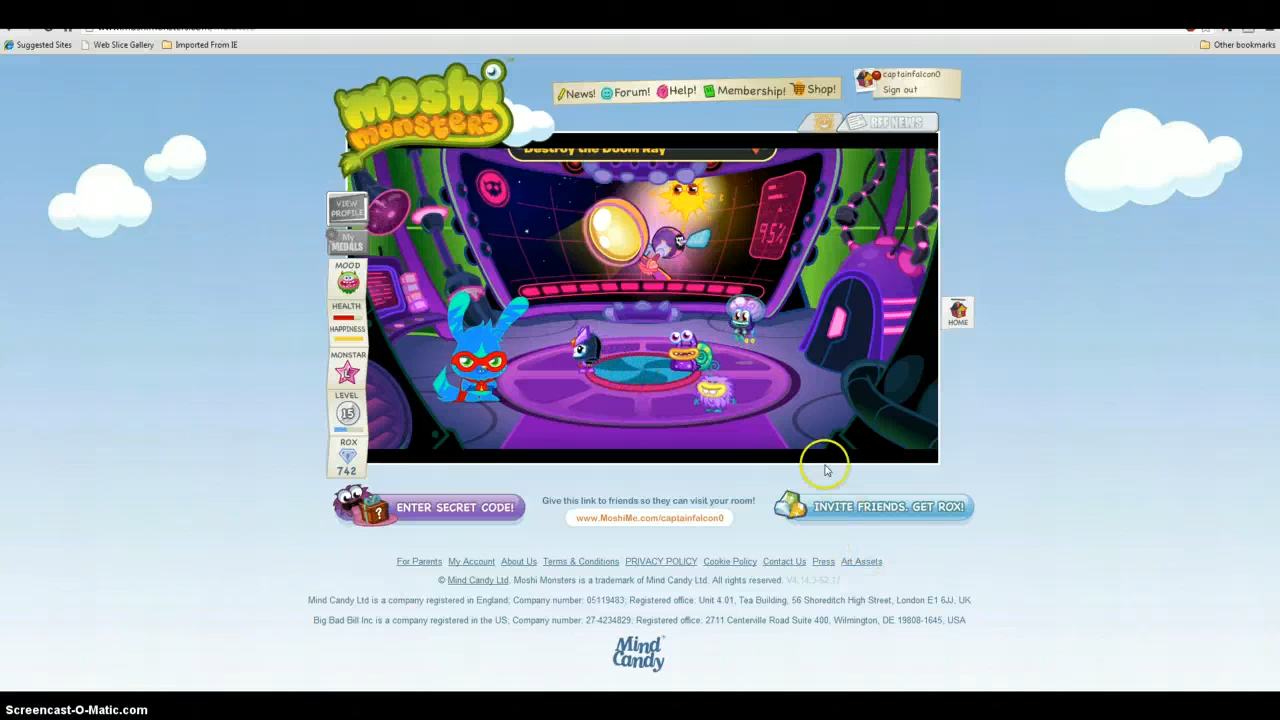 Suggested Sites
Web Slice Gallery
Imported From IE
Other bookmarks
moshi
monsters
News!
Forum!
Help!
Membership!
Shop!
captainfalcon0
Sign out
Destroy the Doom Ray
VIEW
PROFILE
My
MEDALS
MOOD
HEALTH
HAPPINESS
MONSTAR
L
LEVEL
15
ROX
742
95%
HOME
ENTER SECRET CODE!
Give this link to friends so they can visit your room!
www.MoshiMe.com/captainfalcon0
INVITE FRIENDS. GET ROX!
For Parents My Account About Us Terms & Conditions PRIVACY POLICY Cookie Policy Contact Us Press Art Assets
© Mind Candy Ltd. Moshi Monsters is a trademark of Mind Candy Ltd. All rights reserved.
Mind Candy Ltd is a company registered in England; Company number: 05119483; Registered office: Unit 4.01, Tea Building, 56 Shoreditch High Street, London E1 6JJ, UK
Big Bad Bill Inc is a company registered in the US; Company number: 27-4234829; Registered office: 2711 Centerville Road Suite 400, Wilmington, DE 19808-1645, USA
Mind
Candy
Screencast-O-Matic.com